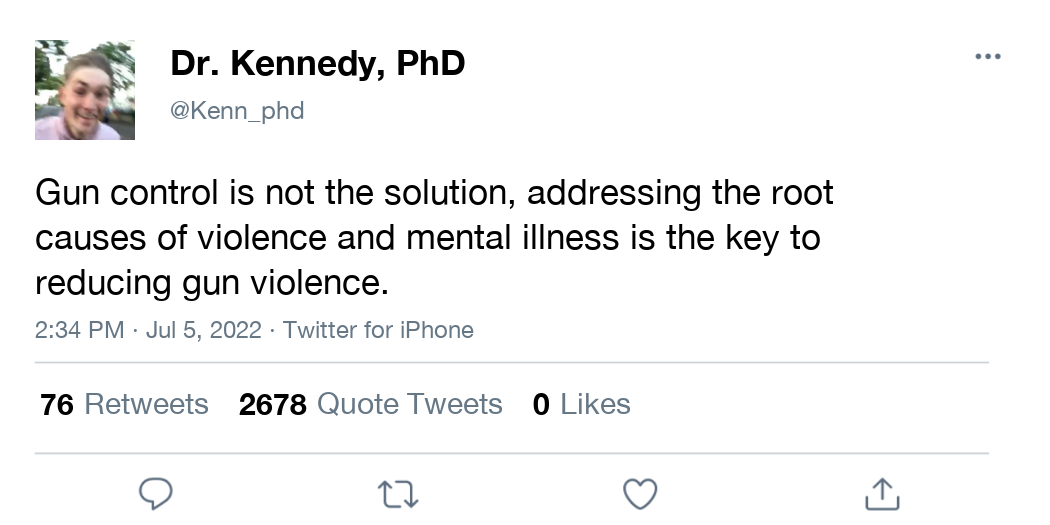 Dr. Kennedy, PhD
@Kenn_phd
Gun control is not the solution, addressing the root
causes of violence and mental illness is the key to
reducing gun violence.
2:34 PM · Jul 5, 2022 · Twitter for iPhone
76 Retweets 2678 Quote Tweets 0 Likes